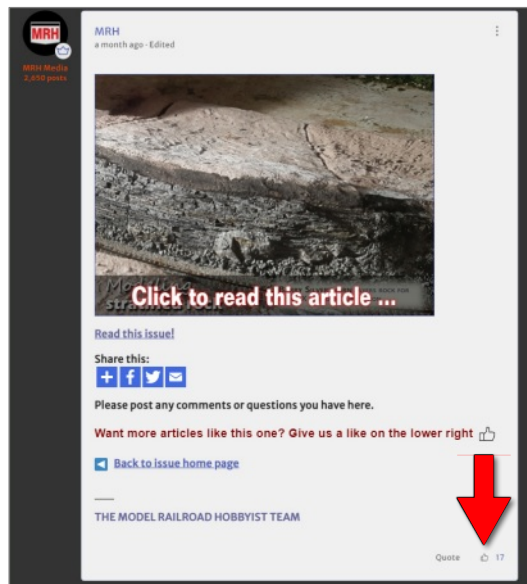 MRH
MRH Media
2,650 posts
MRH
a month ago · Edited
Click to read this article ...
stratified rock
Read this issue!
Share this:
Please post any comments or questions you have here.
Want more articles like this one? Give us a like on the lower right
Back to issue home page
THE MODEL RAILROAD HOBBYIST TEAM
Quote 17